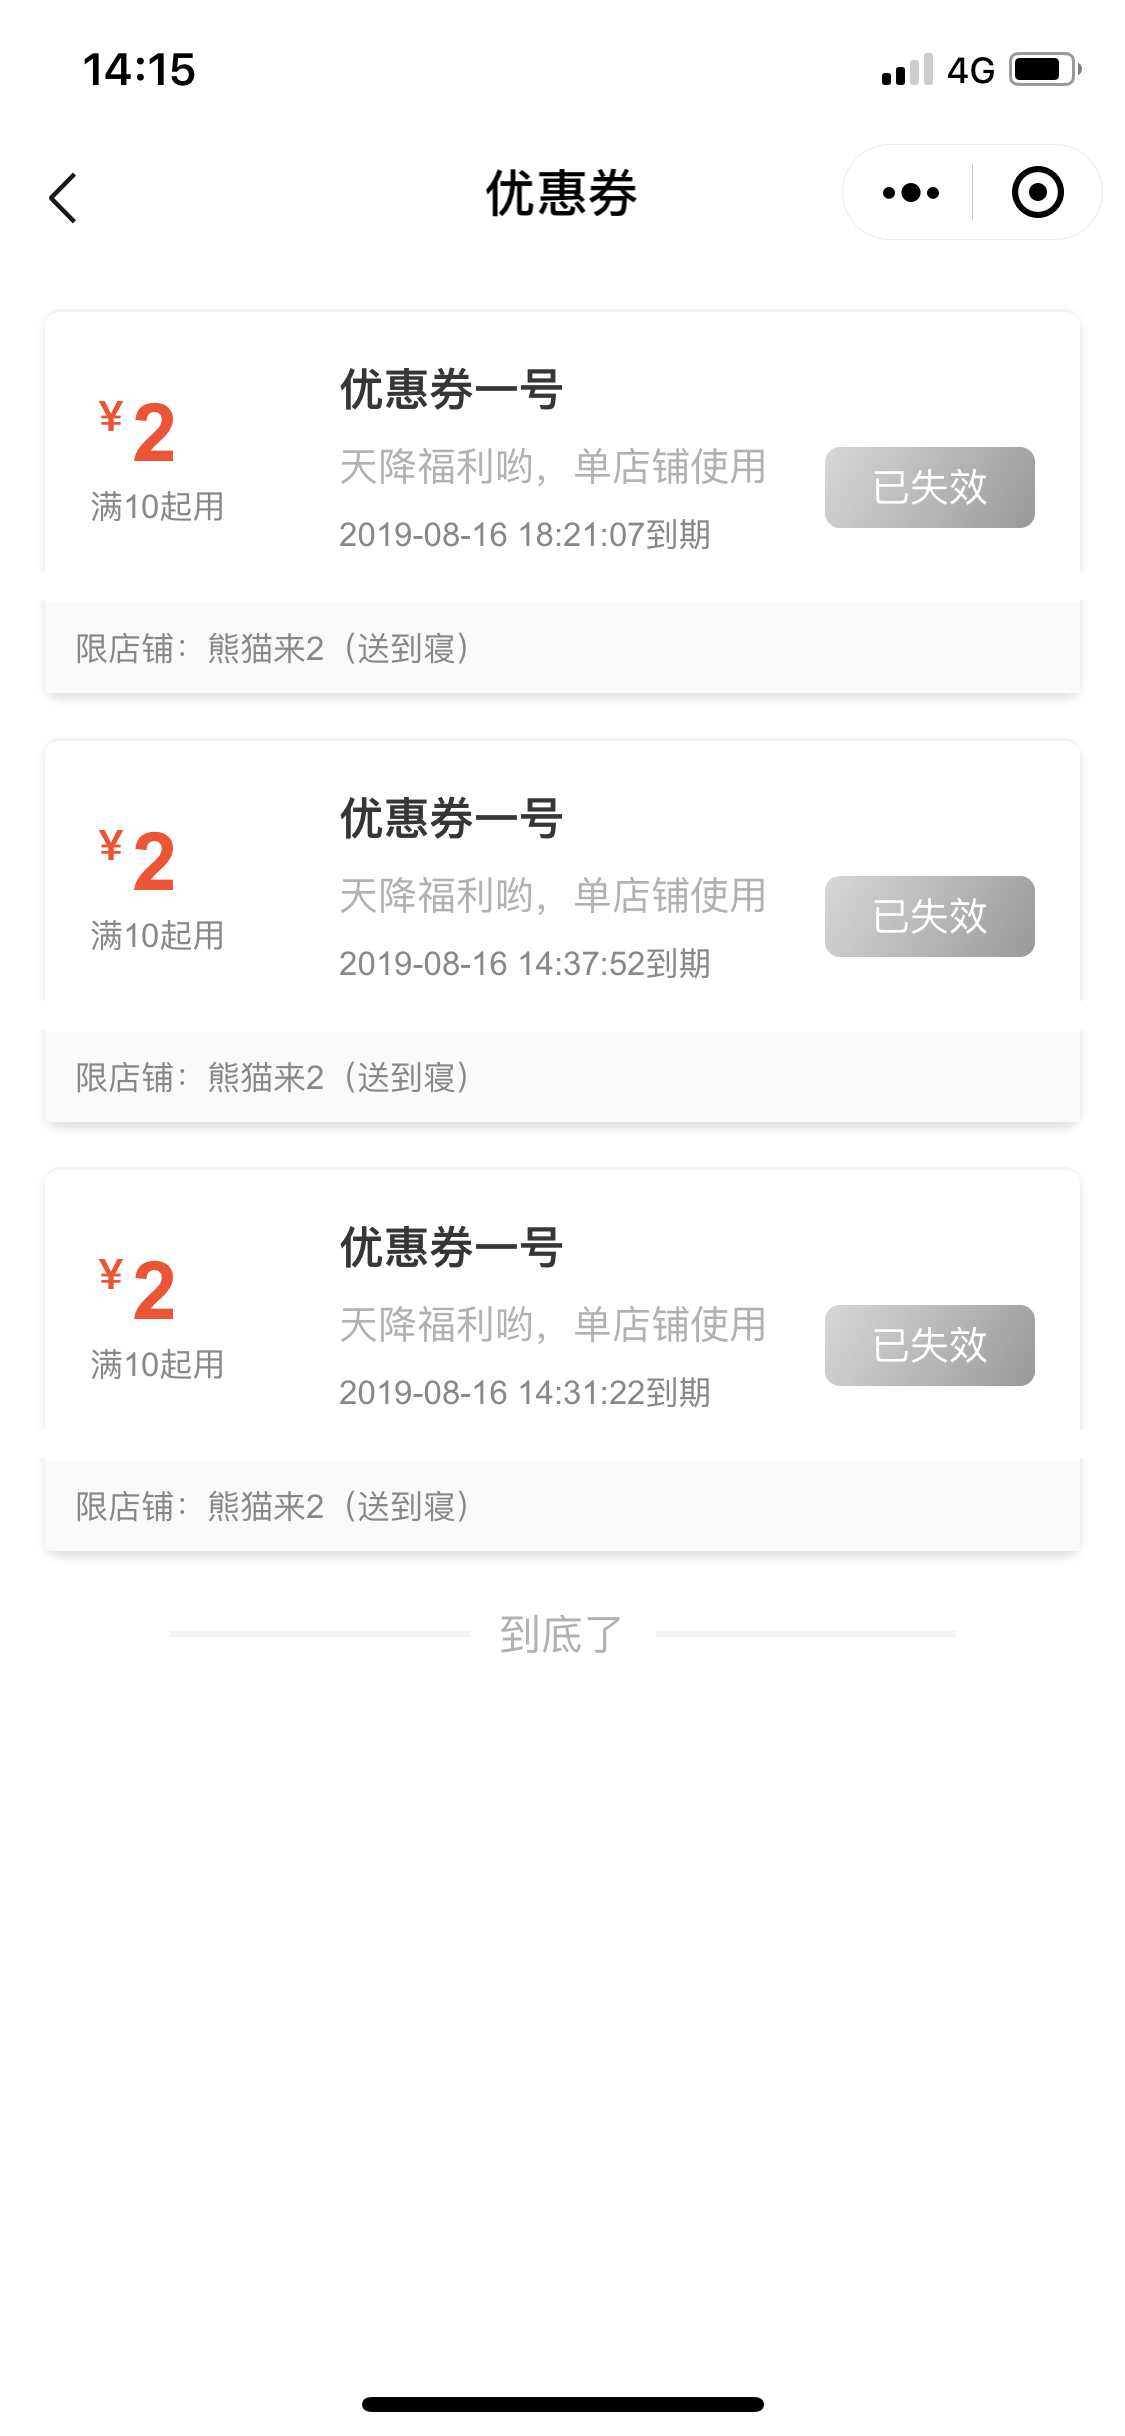 14:15
4G
优惠券
¥2
满10起用
优惠券一号
天降福利哟，单店铺使用
2019-08-16 18:21:07到期
已失效
限店铺：熊猫来2（送到寝）
¥2
满10起用
优惠券一号
天降福利哟，单店铺使用
2019-08-16 14:37:52到期
已失效
限店铺：熊猫来2（送到寝）
¥2
满10起用
优惠券一号
天降福利哟，单店铺使用
2019-08-16 14:31:22到期
已失效
限店铺：熊猫来2（送到寝）
到底了